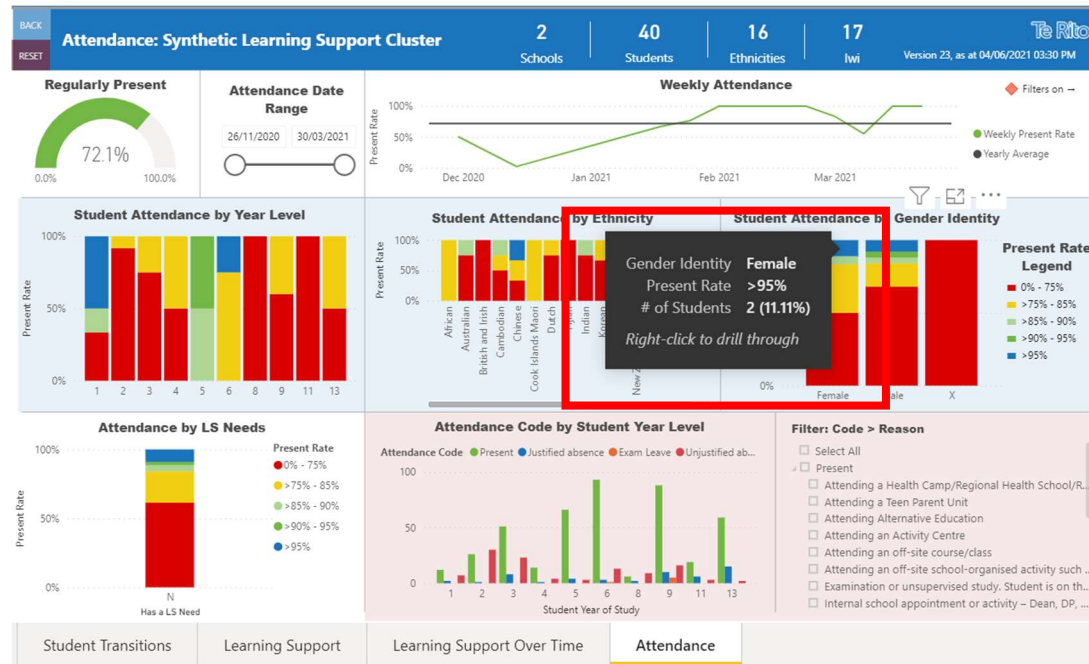 BACK
RESET
Attendance: Synthetic Learning Support Cluster
2
Schools
40
Students
16
Ethnicities
17
Iwi
Te Rito
Version 23, as at 04/06/2021 03:30 PM
Regularly Present
72.1%
0.0%
100.0%
Attendance Date
Range
26/11/2020
30/03/2021
Weekly Attendance
Filters on →
Present Rate
100%
50%
0%
Dec 2020
Jan 2021
Feb 2021
Mar 2021
Weekly Present Rate
Yearly Average
Student Attendance by Year Level
Present Rate
100%
50%
0%
1 2 3 4 5 6 8 9 11 13
Student Attendance by Ethnicity
Present Rate
100%
50%
0%
African
Australian
British and Irish
Cambodian
Chinese
Cook Islands Maori
Dutch
Indian
Korean
New
Student Attendance by Gender Identity
0%
Female
ale
X
Gender Identity Female
Present Rate >95%
# of Students 2 (11.11%)
Right-click to drill through
Present Rate
Legend
0% - 75%
>75% - 85%
>85% - 90%
>90% - 95%
>95%
Attendance by LS Needs
Present Rate
100%
50%
0%
N
Has a LS Need
Present Rate
0% - 75%
>75% - 85%
>85% - 90%
>90% - 95%
>95%
Attendance Code by Student Year Level
Attendance Code Present Justified absence Exam Leave Unjustified ab...
100
50
0
1 2 3 4 5 6 8 9 11 13
Student Year of Study
Filter: Code > Reason
Select All
Present
Attending a Health Camp/Regional Health School/R...
Attending a Teen Parent Unit
Attending Alternative Education
Attending an Activity Centre
Attending an off-site course/class
Attending an off-site school-organised activity such ...
Examination or unsupervised study. Student is on th...
Internal school appointment or activity – Dean, DP, ...
Student Transitions
Learning Support
Learning Support Over Time
Attendance